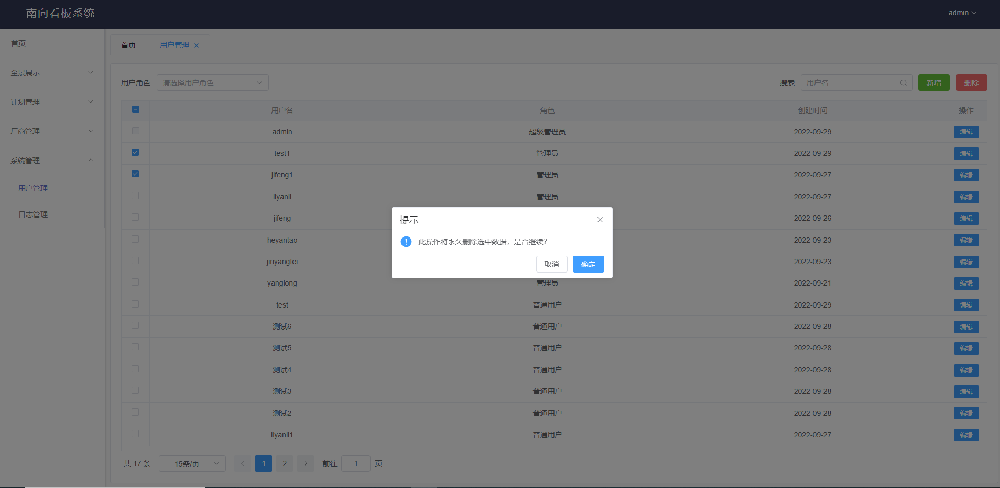 南向看板系统
admin
首页
全景展示
计划管理
厂商管理
系统管理
用户管理
日志管理
首页 用户管理
用户角色 请选择用户角色 搜索 用户名 新增 删除
用户名 角色 创建时间 操作
admin 超级管理员 2022-09-29 编辑
test1 管理员 2022-09-29 编辑
jifeng1 管理员 2022-09-27 编辑
liyanli 管理员 2022-09-27 编辑
jifeng 2022-09-26 编辑
heyantao 2022-09-23 编辑
jinyangfei 2022-09-23 编辑
yanglong 管理员 2022-09-21 编辑
test 普通用户 2022-09-29 编辑
测试6 普通用户 2022-09-28 编辑
测试5 普通用户 2022-09-28 编辑
测试4 普通用户 2022-09-28 编辑
测试3 普通用户 2022-09-28 编辑
测试2 普通用户 2022-09-28 编辑
liyanli1 普通用户 2022-09-27 编辑
共 17 条 15条/页 1 2 前往 1 页
提示
此操作将永久删除选中数据，是否继续?
取消 确定